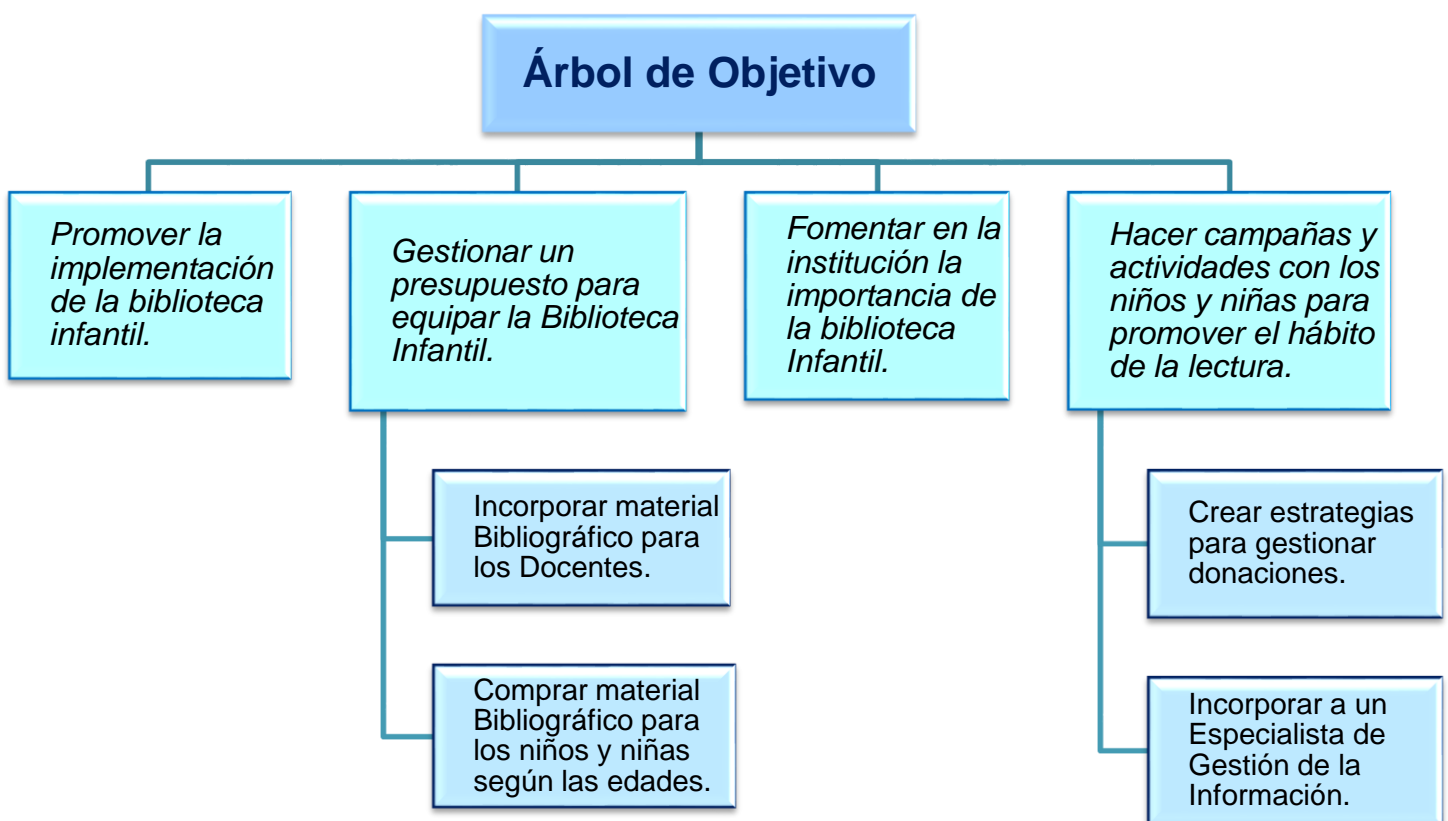 Árbol de Objetivo
Promover la
implementación
de la biblioteca
infantil.
Gestionar un
presupuesto para
equipar la Biblioteca
Infantil.
Fomentar en la
institución la
importancia de
la biblioteca
Infantil.
Hacer campañas y
actividades con los
niños y niñas para
promover el hábito
de la lectura.
Incorporar material
Bibliográfico para
los Docentes.
Comprar material
Bibliográfico para
los niños y niñas
según las edades.
Crear estrategias
para gestionar
donaciones.
Incorporar a un
Especialista de
Gestión de la
Información.